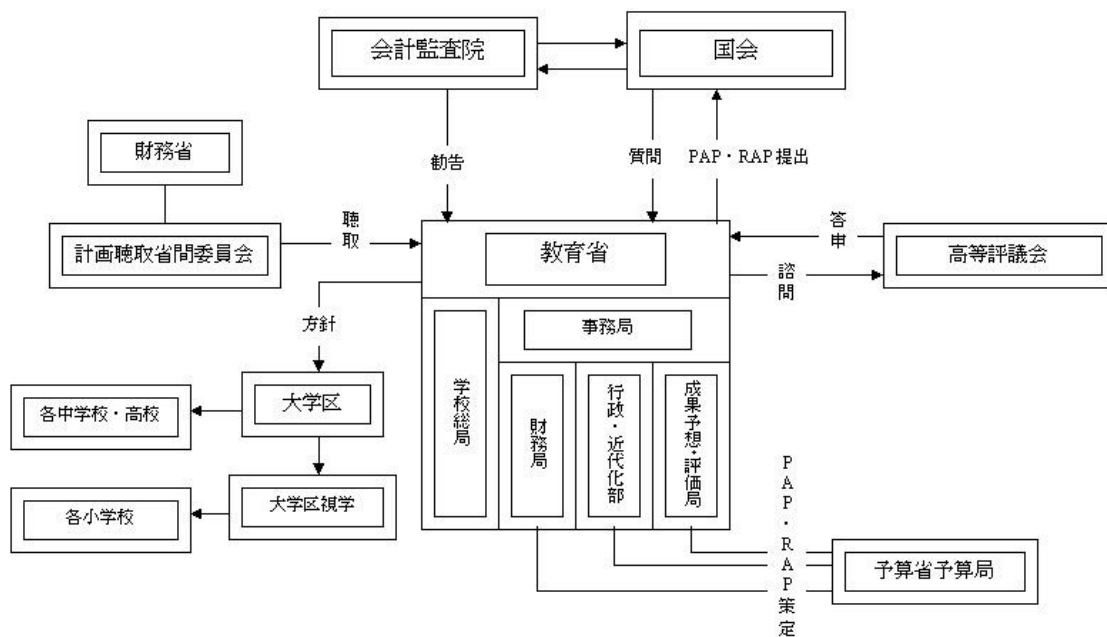 会計監査院
国会
財務省
勧告
質問
PAP・RAP提出
計画聴取省間委員会
聴取
教育省
答申
諮問
高等評議会
方針
事務局
学校総局
財務局
行政・近代化部
成果予想・評価局
大学区
各中学校・高校
大学区視学
各小学校
PAP・RAP策定
予算省予算局